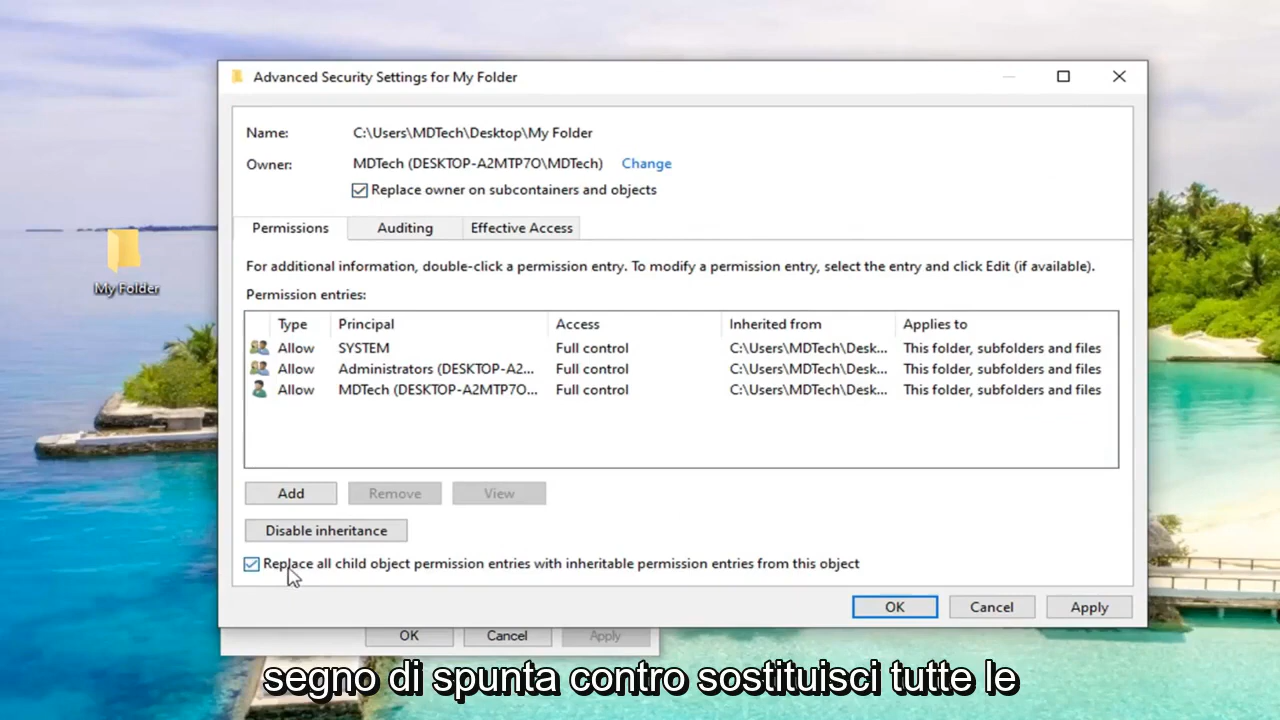 Advanced Security Settings for My Folder
Name: C:\Users\MDTech\Desktop\My Folder
Owner: MDTech (DESKTOP-A2MTP7O\MDTech) Change
Replace owner on subcontainers and objects
Permissions Auditing Effective Access
For additional information, double-click a permission entry. To modify a permission entry, select the entry and click Edit (if available).
My Folder
Permission entries:
Type Principal Access Inherited from Applies to
Allow SYSTEM Full control C:\Users\MDTech\Desk... This folder, subfolders and files
Allow Administrators (DESKTOP-A2... Full control C:\Users\MDTech\Desk... This folder, subfolders and files
Allow MDTech (DESKTOP-A2MTP7O... Full control C:\Users\MDTech\Desk... This folder, subfolders and files
Add Remove View
Disable inheritance
Replace all child object permission entries with inheritable permission entries from this object
OK Cancel Apply
OK Cancel Apply
segno di spunta contro sostituisci tutte le